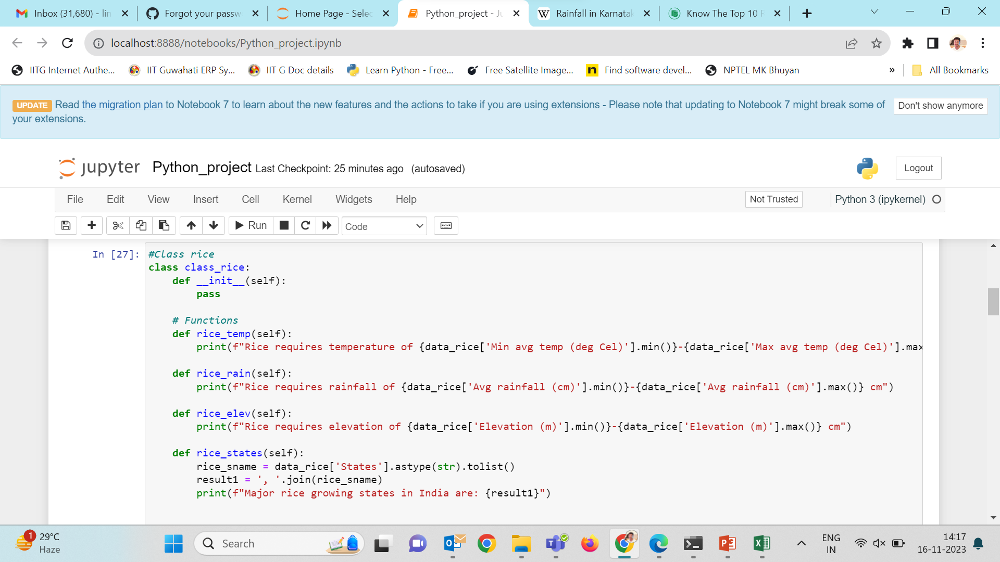 Inbox (31,680) - lin
Forgot your passw
Home Page - Selec
Python_project - Ju
Rainfall in Karnatak
Know The Top 10 R
localhost:8888/notebooks/Python_project.ipynb
IITG Internet Authe...
IIT Guwahati ERP Sy...
IIT G Doc details
Learn Python - Free...
Free Satellite Image...
Find software devel...
NPTEL MK Bhuyan
»
All Bookmarks
UPDATE Read the migration plan to Notebook 7 to learn about the new features and the actions to take if you are using extensions - Please note that updating to Notebook 7 might break some of
your extensions.
Don't show anymore
jupyter Python_project Last Checkpoint: 25 minutes ago (autosaved)
Logout
File Edit View Insert Cell Kernel Widgets Help
Not Trusted
Python 3 (ipykernel)
Run
Code
In [27]: #Class rice
class class_rice:
    def __init__(self):
        pass
    # Functions
    def rice_temp(self):
        print(f"Rice requires temperature of {data_rice['Min avg temp (deg Cel)'].min()}-{data_rice['Max avg temp (deg Cel)'].max
    def rice_rain(self):
        print(f"Rice requires rainfall of {data_rice['Avg rainfall (cm)'].min()}-{data_rice['Avg rainfall (cm)'].max()} cm")
    def rice_elev(self):
        print(f"Rice requires elevation of {data_rice['Elevation (m)'].min()}-{data_rice['Elevation (m)'].max()} cm")
    def rice_states(self):
        rice_sname = data_rice['States'].astype(str).tolist()
        result1 = ', '.join(rice_sname)
        print(f"Major rice growing states in India are: {result1}")
1
29°C
Haze
Search
ENG
IN
14:17
16-11-2023